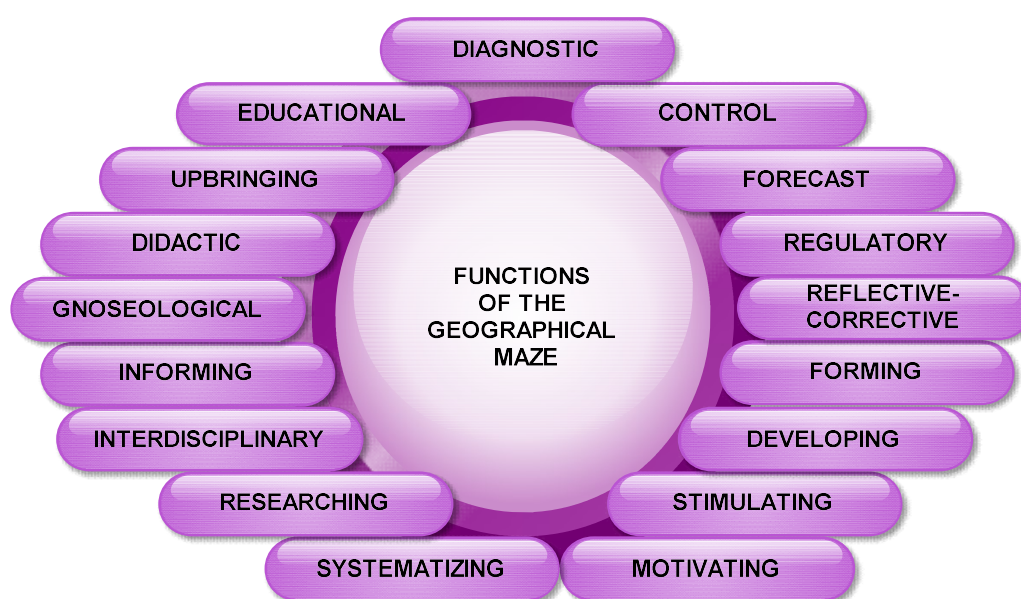 DIAGNOSTIC
EDUCATIONAL
CONTROL
UPBRINGING
FORECAST
DIDACTIC
REGULATORY
GNOSEOLOGICAL
REFLECTIVE-
CORRECTIVE
FUNCTIONS
OF THE
GEOGRAPHICAL
MAZE
INFORMING
FORMING
INTERDISCIPLINARY
DEVELOPING
RESEARCHING
STIMULATING
SYSTEMATIZING
MOTIVATING